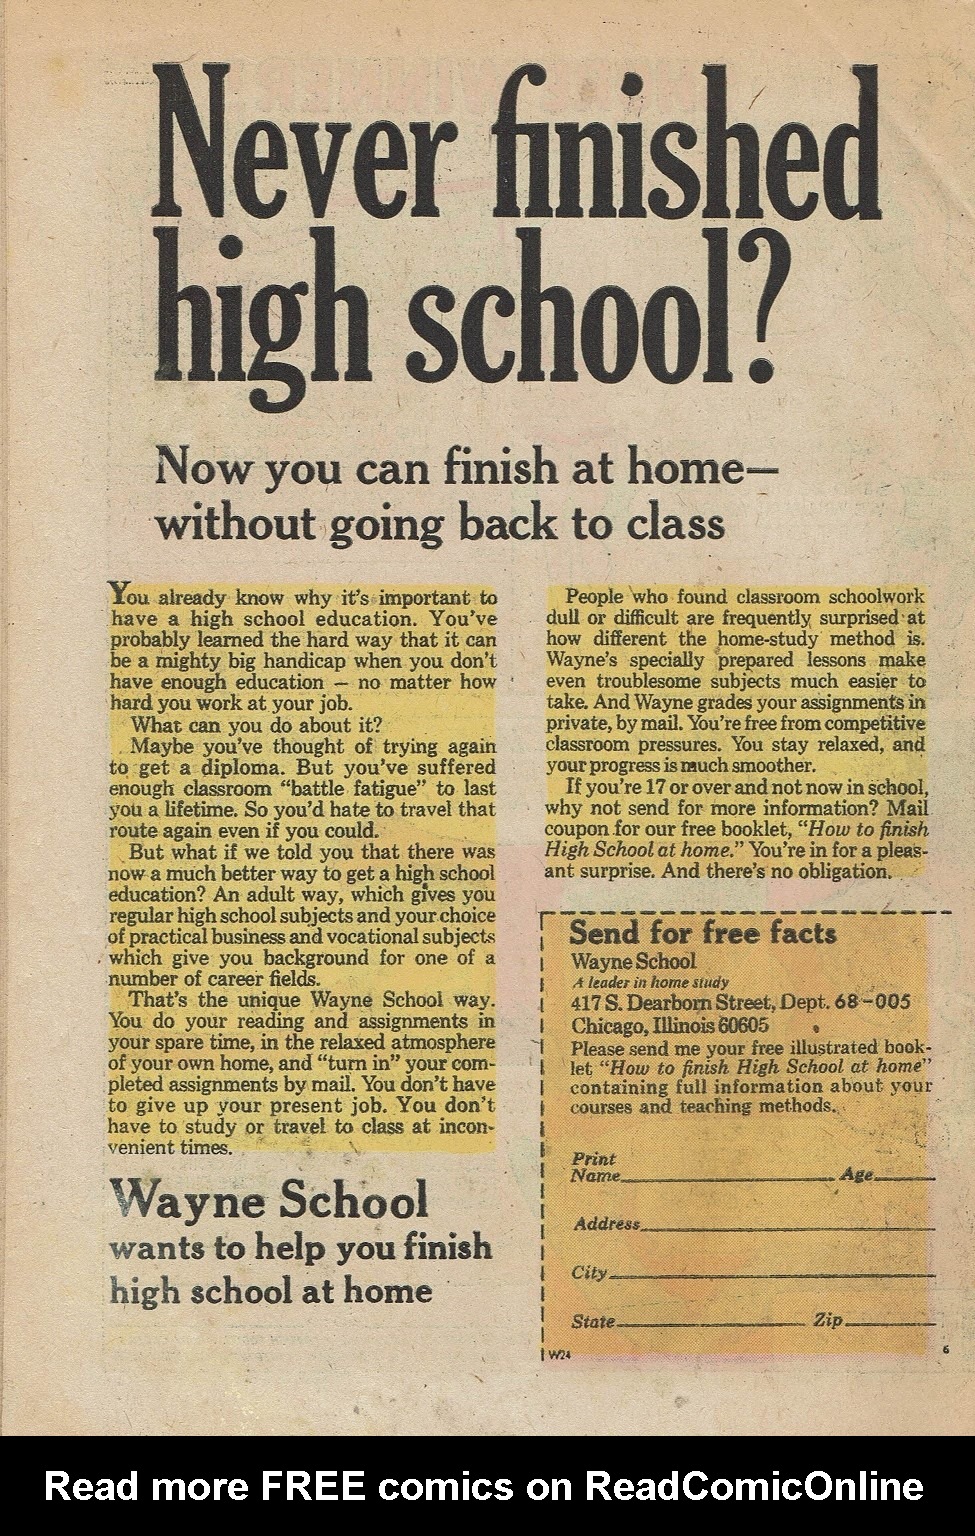 Never finished
high school?
Now you can finish at home—
without going back to class
You already know why it's important to
have a high school education. You've
probably learned the hard way that it can
be a mighty big handicap when you don't
have enough education — no matter how
hard you work at your job.
What can you do about it?
Maybe you've thought of trying again
to get a diploma. But you've suffered
enough classroom “battle fatigue” to last
you a lifetime. So you'd hate to travel that
route again even if you could.
But what if we told you that there was
now a much better way to get a high school
education? An adult way, which gives you
regular high school subjects and your choice
of practical business and vocational subjects
which give you background for one of a
number of career fields.
That's the unique Wayne School way.
You do your reading and assignments in
your spare time, in the relaxed atmosphere
of your own home, and “turn in” your com-
pleted assignments by mail. You don't have
to give up your present job. You don't
have to study or travel to class at incon-
venient times.
Wayne School
wants to help you finish
high school at home
People who found classroom schoolwork
dull or difficult are frequently surprised at
how different the home-study method is.
Wayne's specially prepared lessons make
even troublesome subjects much easier to
take. And Wayne grades your assignments in
private, by mail. You're free from competitive
classroom pressures. You stay relaxed, and
your progress is much smoother.
If you're 17 or over and not now in school,
why not send for more information? Mail
coupon for our free booklet, “How to finish
High School at home.” You're in for a pleas-
ant surprise. And there's no obligation.
Send for free facts
Wayne School
A leader in home study
417 S. Dearborn Street, Dept. 68-005
Chicago, Illinois 60605
Please send me your free illustrated book-
let “How to finish High School at home”
containing full information about your
courses and teaching methods.
Print
Name Age
Address
City
State Zip
W24 6
Read more FREE comics on ReadComicOnline